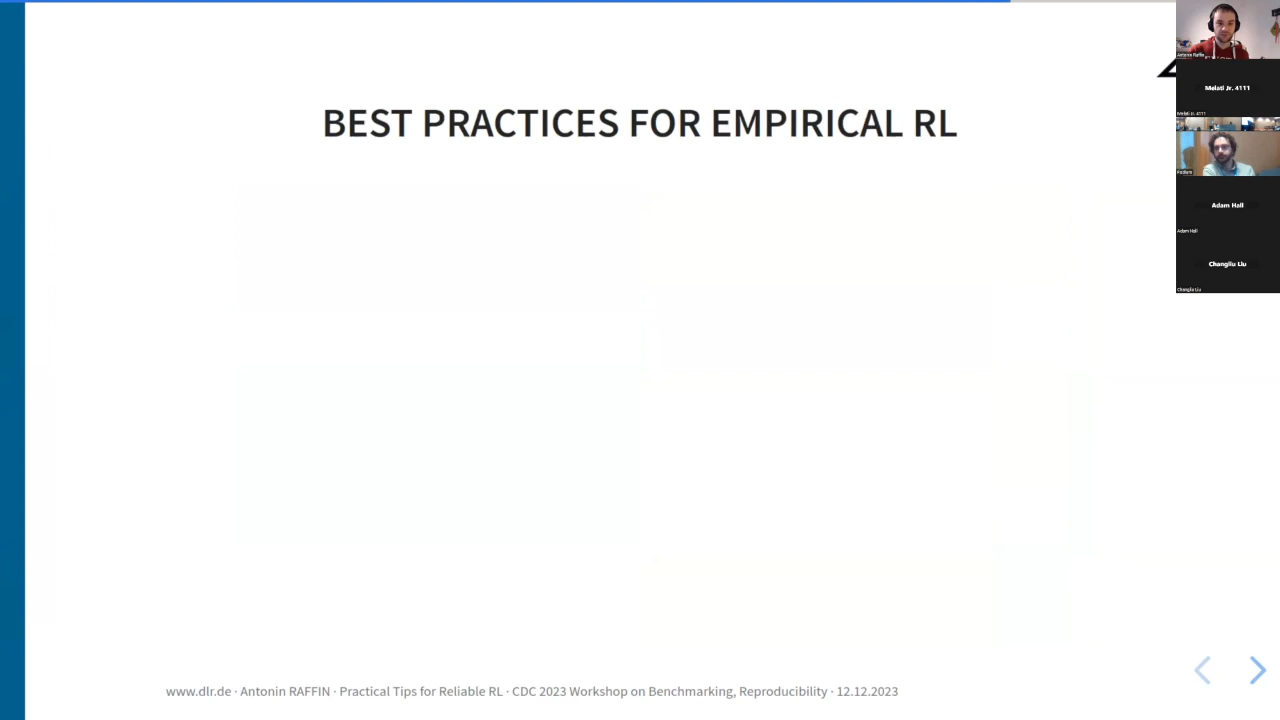 BEST PRACTICES FOR EMPIRICAL RL
www.dlr.de · Antonin RAFFIN · Practical Tips for Reliable RL · CDC 2023 Workshop on Benchmarking, Reproducibility · 12.12.2023
Antonin Raffin
Melati Jr. 4111
Melati Jr. 4111
Podium
Adam Hall
Adam Hall
Changliu Liu
Changliu Liu